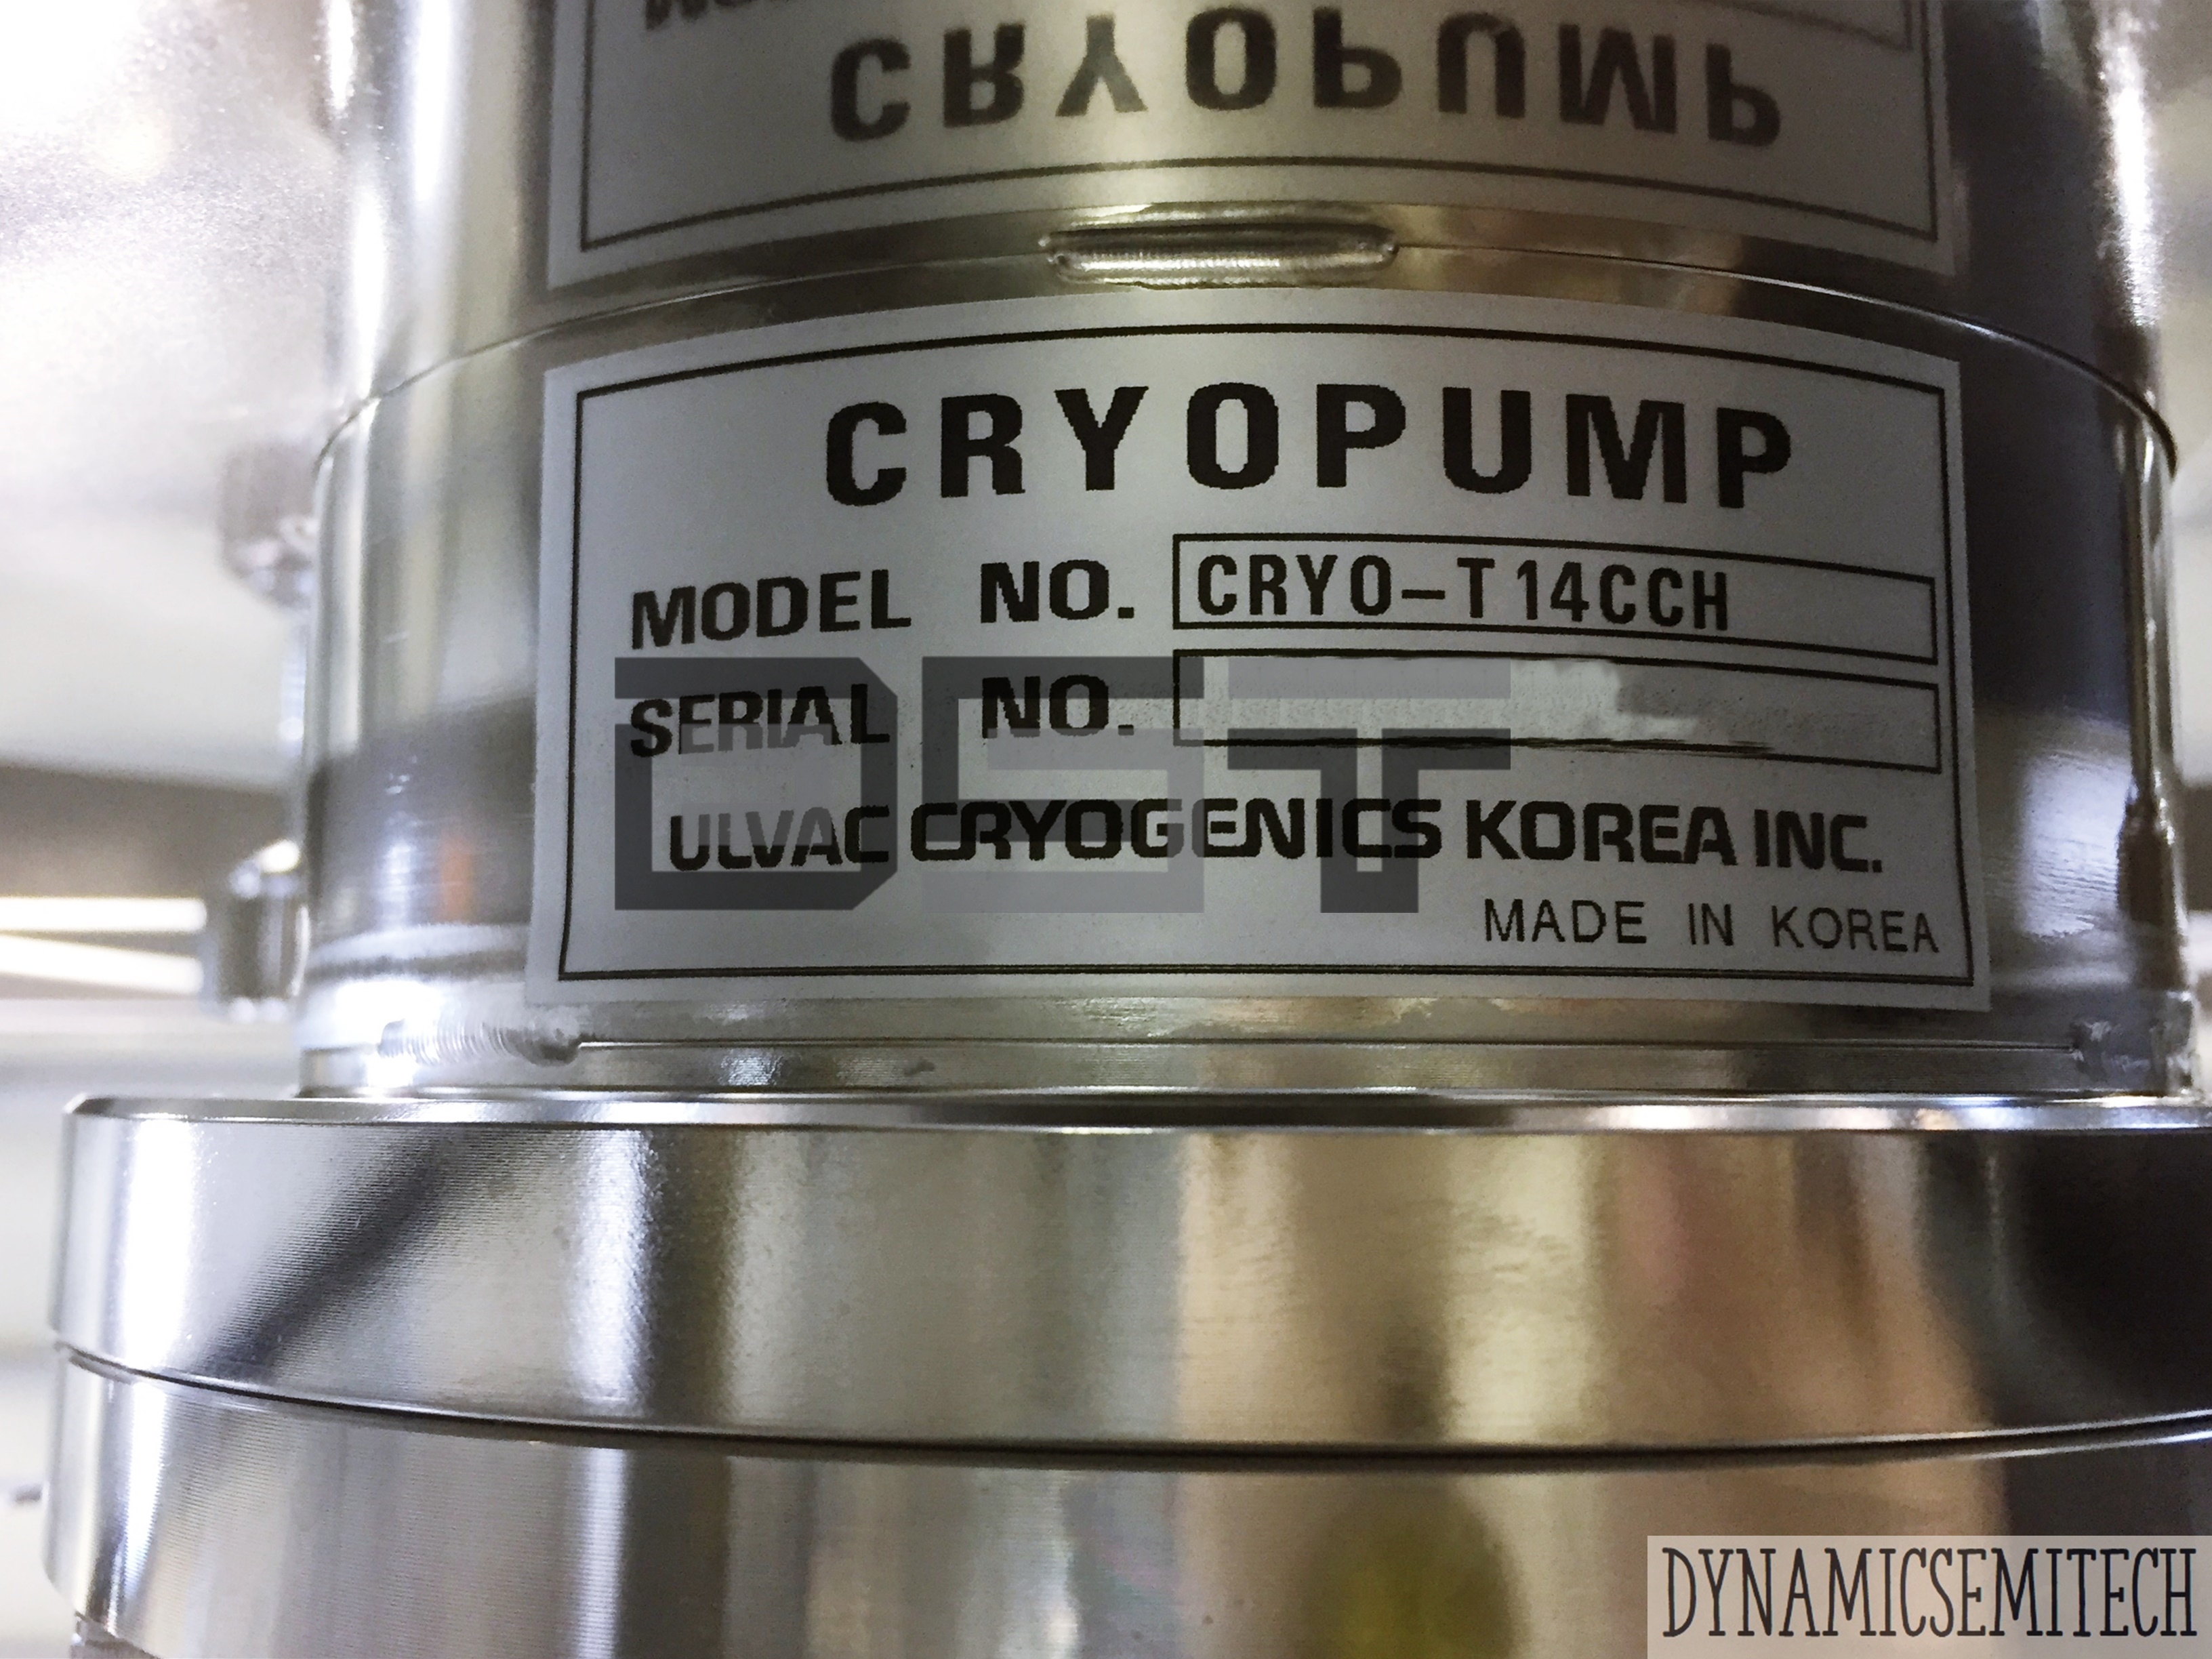 CRYOPUMP
CRYOPUMP
MODEL NO. CRYO-T14CCH
SERIAL NO.
DST
ULVAC CRYOGENICS KOREA INC.
MADE IN KOREA
DYNAMICSEMITECH